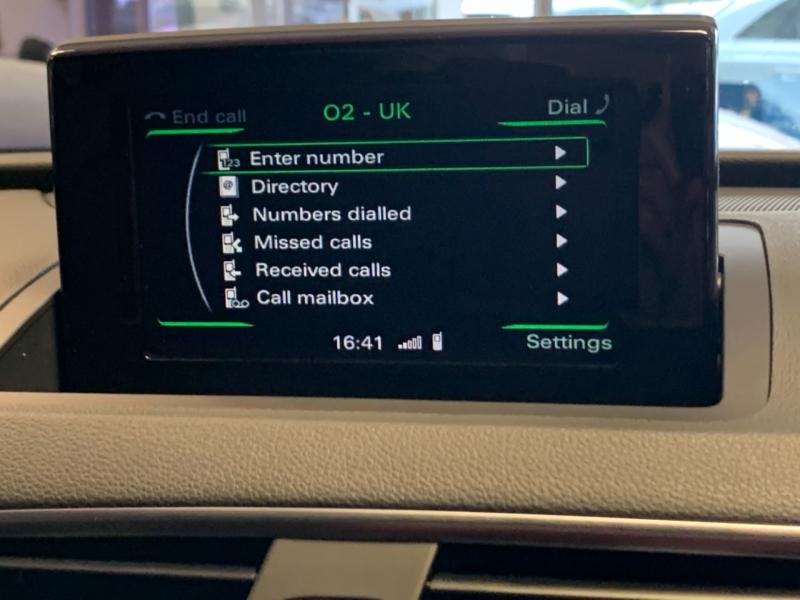 End call
O2 - UK
Dial
123 Enter number
@ Directory
Numbers dialled
Missed calls
Received calls
Call mailbox
16:41
Settings